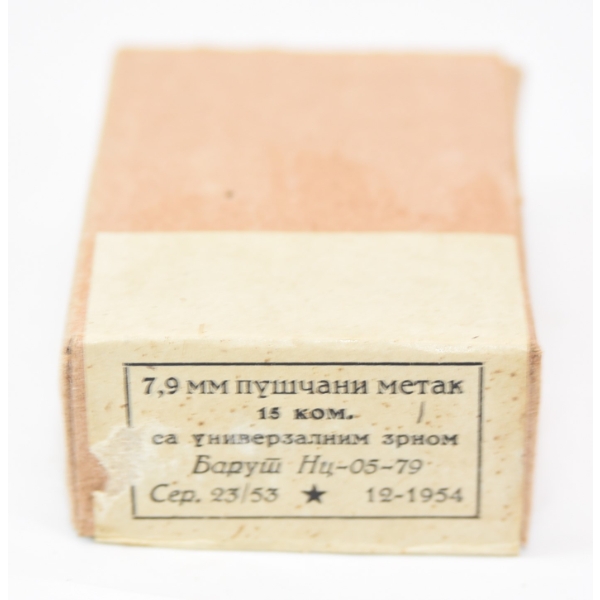 7,9 мм пушчани метак
15 ком.
са универзалним зрном
Барут Нц-05-79
Сер. 23/53 ★ 12-1954